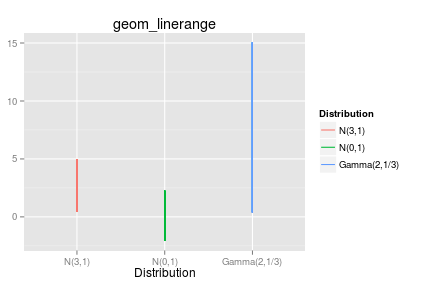 geom_linerange
15
10
5
0
N(3,1)
N(0,1)
Gamma(2,1/3)
Distribution
Distribution
N(3,1)
N(0,1)
Gamma(2,1/3)